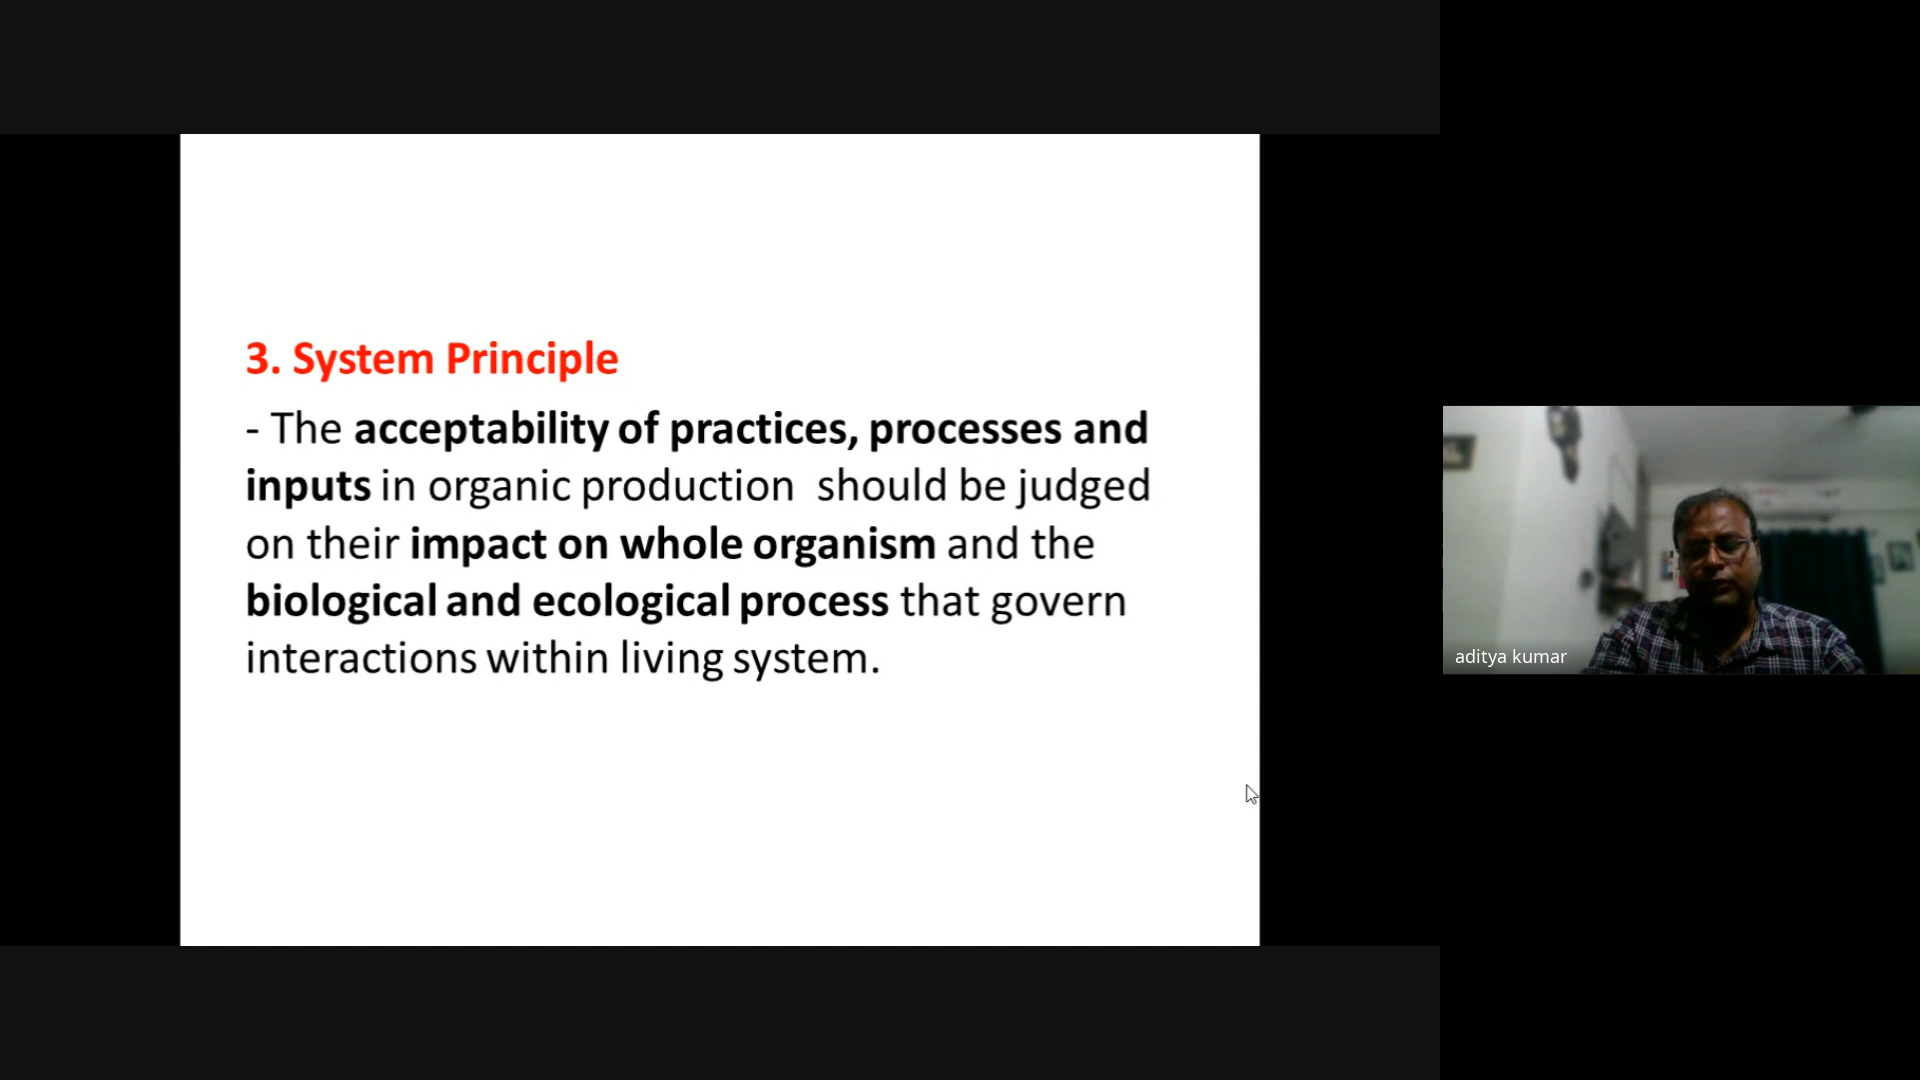 3. System Principle
- The acceptability of practices, processes and
inputs in organic production  should be judged
on their impact on whole organism and the
biological and ecological process that govern
interactions within living system.
aditya kumar